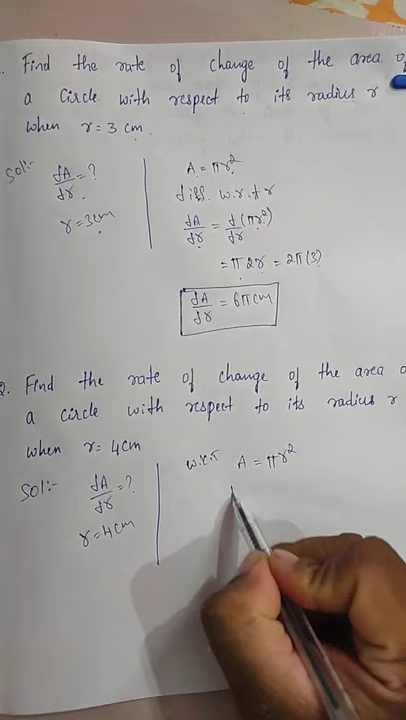 . Find the rate of change of the area of
a circle with respect to its radius r
when r = 3 cm.
Sol:-
dA/dr = ?
r = 3cm
A = πr²
diff. w.r.t r
dA/dr = d/dr (πr²)
= π 2r = 2π(3)
dA/dr = 6π cm
2. Find the rate of change of the area o
a circle with respect to its radius r
when r = 4cm
Sol:-
dA/dr = ?
r = 4cm
w.k.T A = πr²